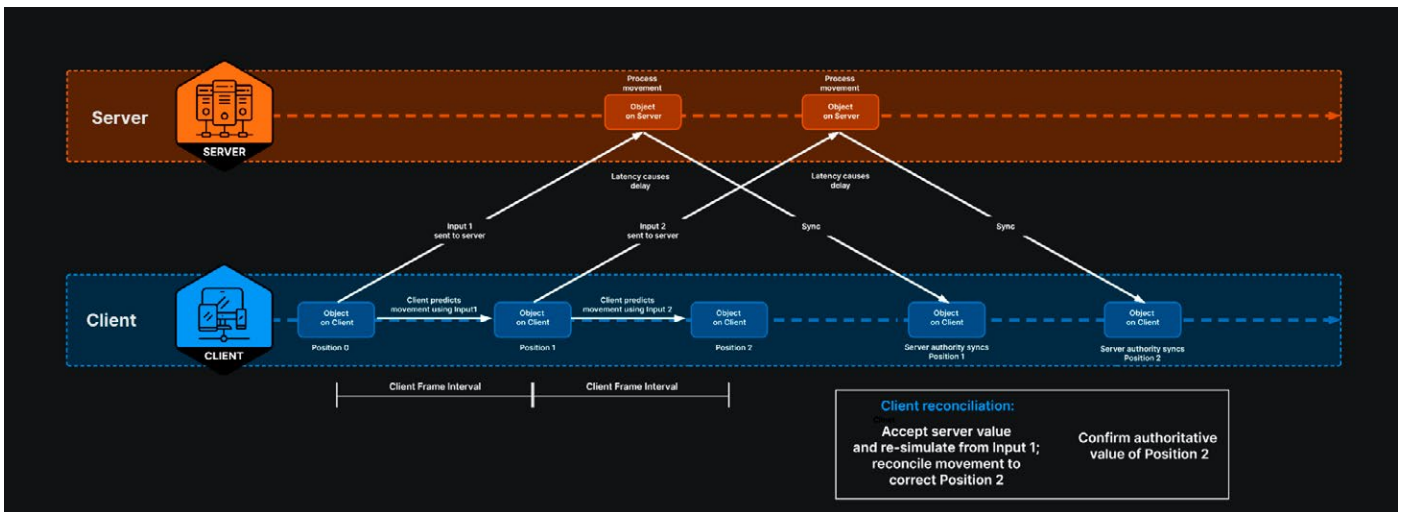 Process
movement
Process
movement
Object
on Server
Object
on Server
Server
SERVER
Latency causes
delay
Latency causes
delay
Input 1
sent to server
Input 2
sent to server
Sync
Sync
Client predicts
movement using Input1
Client predicts
movement using Input 2
Client
CLIENT
Object
on Client
Object
on Client
Object
on Client
Object
on Client
Object
on Client
Position 0
Position 1
Position 2
Server authority syncs
Position 1
Server authority syncs
Position 2
Client Frame Interval
Client Frame Interval
Client reconciliation:
Accept server value
and re-simulate from Input 1;
reconcile movement to
correct Position 2
Confirm authoritative
value of Position 2